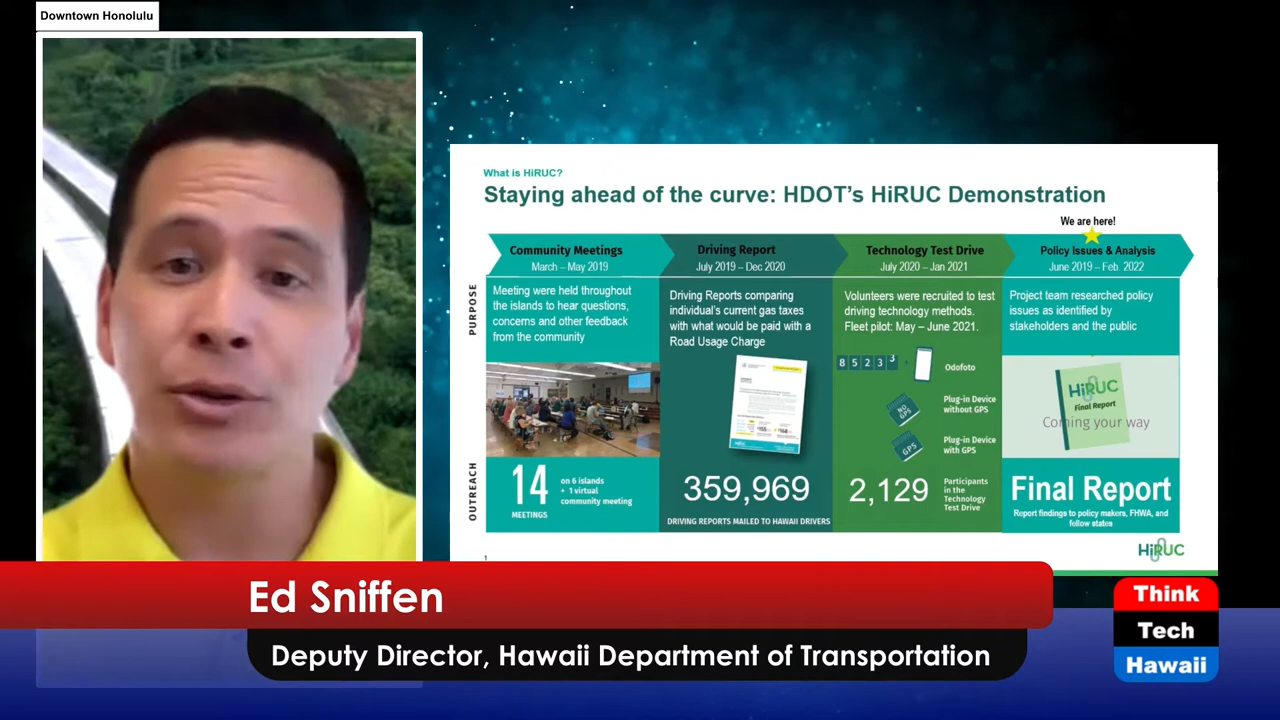 Downtown Honolulu
What is HiRUC?
Staying ahead of the curve: HDOT's HiRUC Demonstration
We are here!
Community Meetings
March – May 2019
Driving Report
July 2019 – Dec 2020
Technology Test Drive
July 2020 – Jan 2021
Policy Issues & Analysis
June 2019 – Feb. 2022
PURPOSE
Meeting were held throughout
the islands to hear questions,
concerns and other feedback
from the community
Driving Reports comparing
individual's current gas taxes
with what would be paid with a
Road Usage Charge
Volunteers were recruited to test
driving technology methods.
Fleet pilot: May – June 2021.
Project team researched policy
issues as identified by
stakeholders and the public
8 5 2 3 3
Odofoto
NO
GPS
Plug-in Device
without GPS
GPS
Plug-in Device
with GPS
HiRUC
Final Report
Coming your way
OUTREACH
14
MEETINGS
on 6 islands
+ 1 virtual
community meeting
359,969
DRIVING REPORTS MAILED TO HAWAII DRIVERS
2,129
Participants
in the
Technology
Test Drive
Final Report
Report findings to policy makers, FHWA, and
fellow states
1
HiRUC
Ed Sniffen
Deputy Director, Hawaii Department of Transportation
Think
Tech
Hawaii